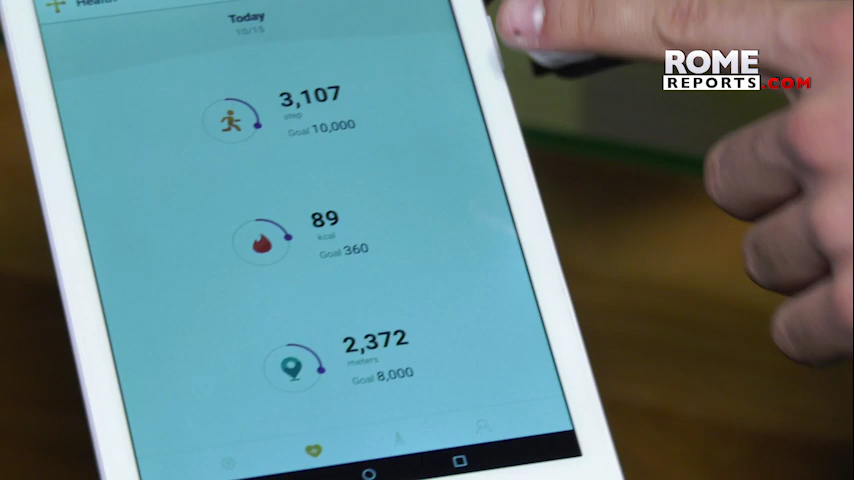 Health
Today
10/15
3,107
step
Goal 10,000
89
kcal
Goal 360
2,372
meters
Goal 8,000
ROME
REPORTS.COM